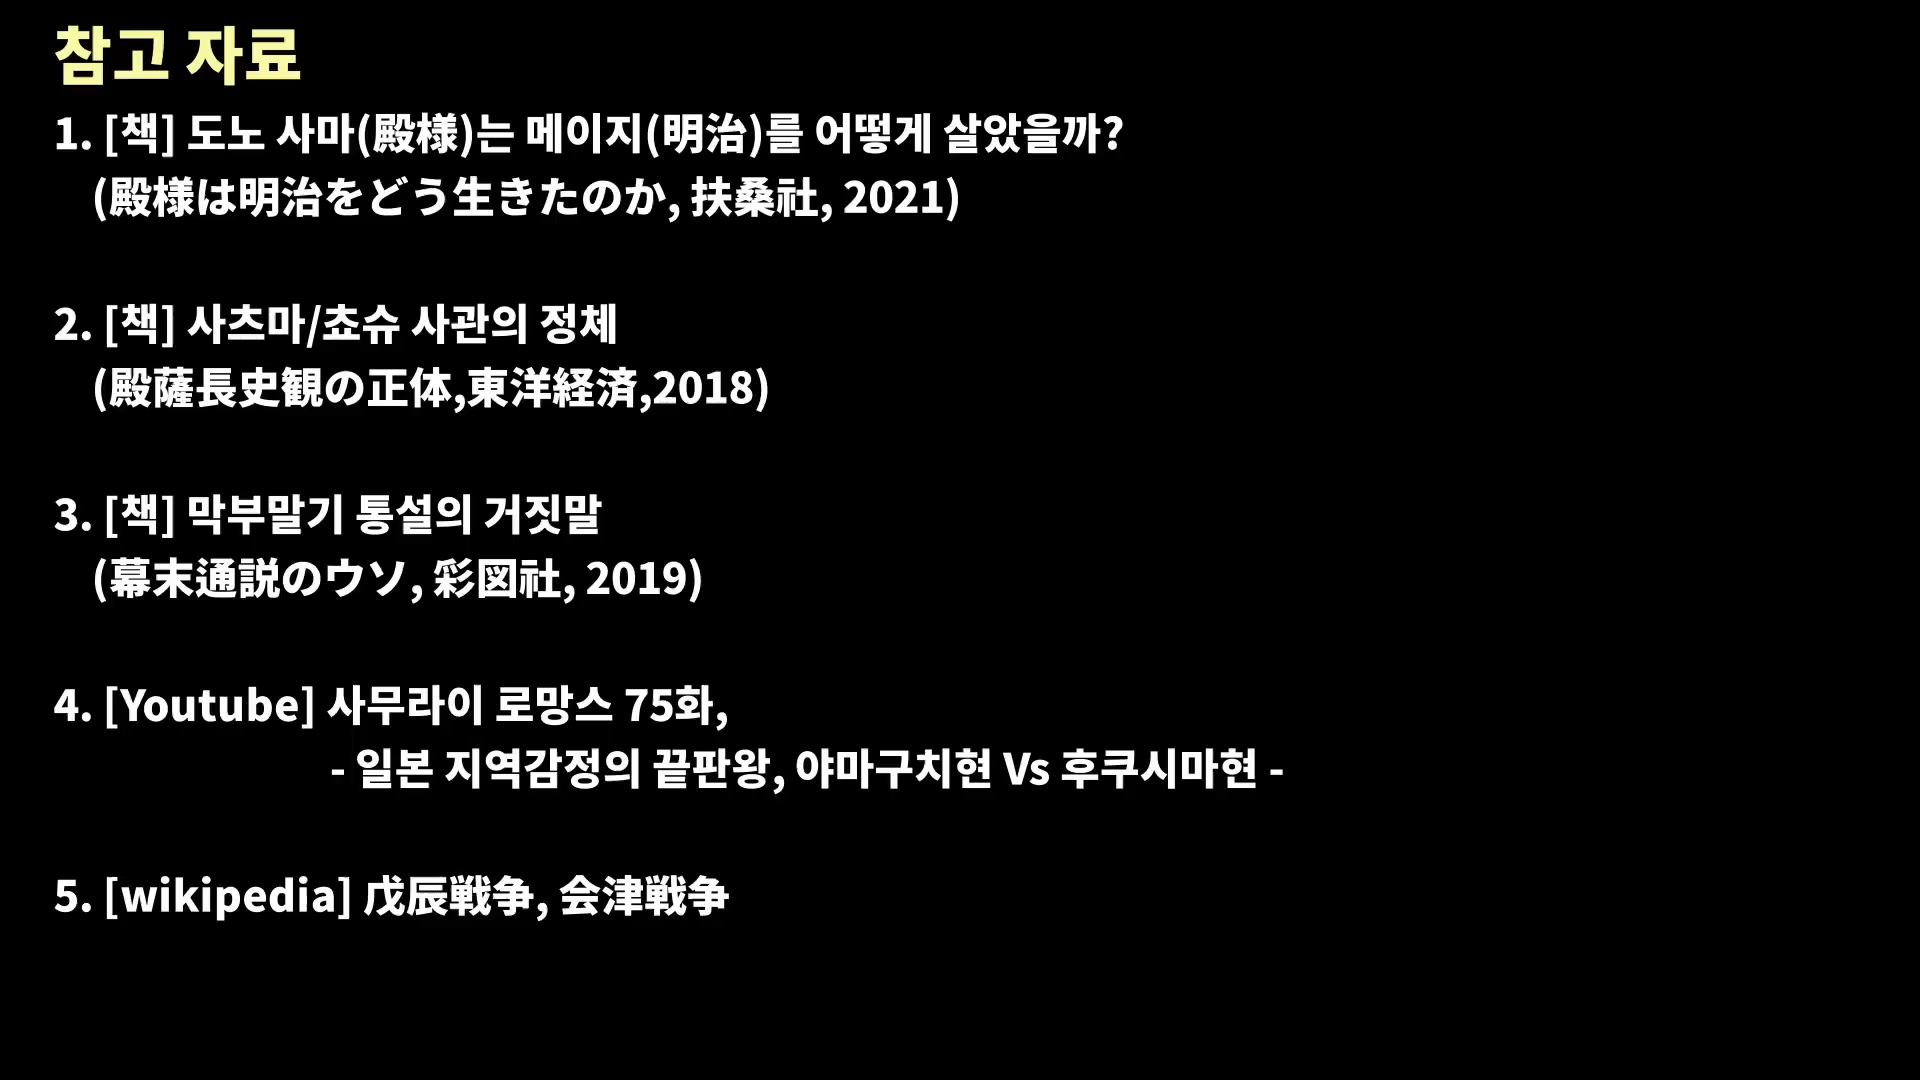 참고 자료
1. [책] 도노 사마(殿様)는 메이지(明治)를 어떻게 살았을까?
(殿様は明治をどう生きたのか, 扶桑社, 2021)
2. [책] 사츠마/쵸슈 사관의 정체
(殿薩長史観の正体,東洋経済,2018)
3. [책] 막부말기 통설의 거짓말
(幕末通説のウソ, 彩図社, 2019)
4. [Youtube] 사무라이 로망스 75화,
- 일본 지역감정의 끝판왕, 야마구치현 Vs 후쿠시마현 -
5. [wikipedia] 戊辰戦争, 会津戦争